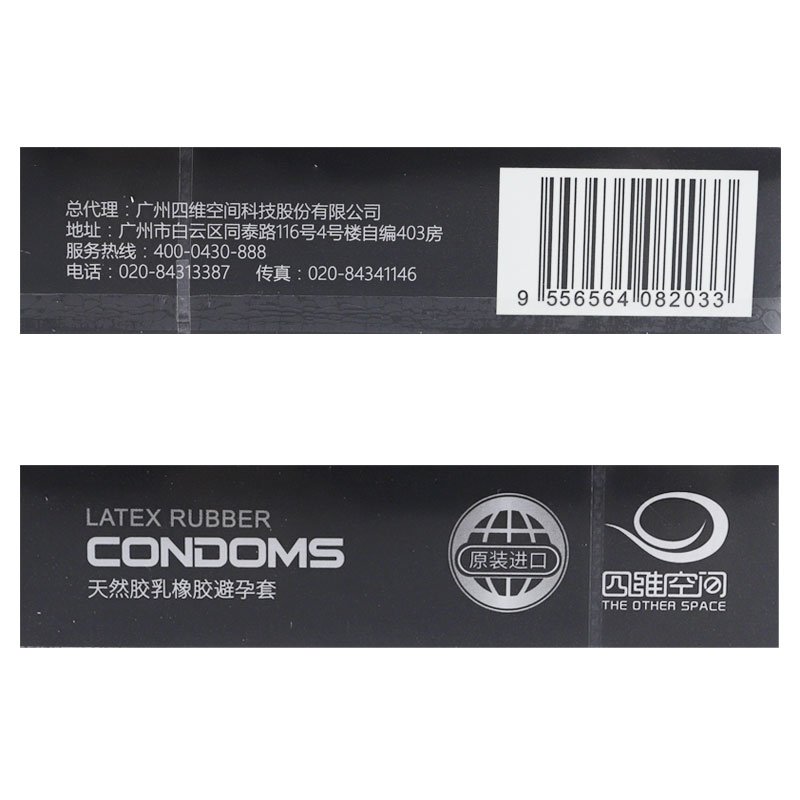 总代理：广州四维空间科技股份有限公司
地址：广州市白云区同泰路116号4号楼自编403房
服务热线：400-0430-888
电话：020-84313387 传真：020-84341146
9 556564 082033
LATEX RUBBER
CONDOMS
天然胶乳橡胶避孕套
原装进口
四维空间
THE OTHER SPACE